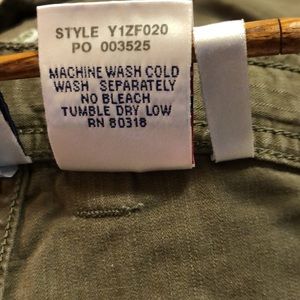 STYLE Y1ZF020
PO 003525
MACHINE WASH COLD
WASH SEPARATELY
NO BLEACH
TUMBLE DRY LOW
RN 80318